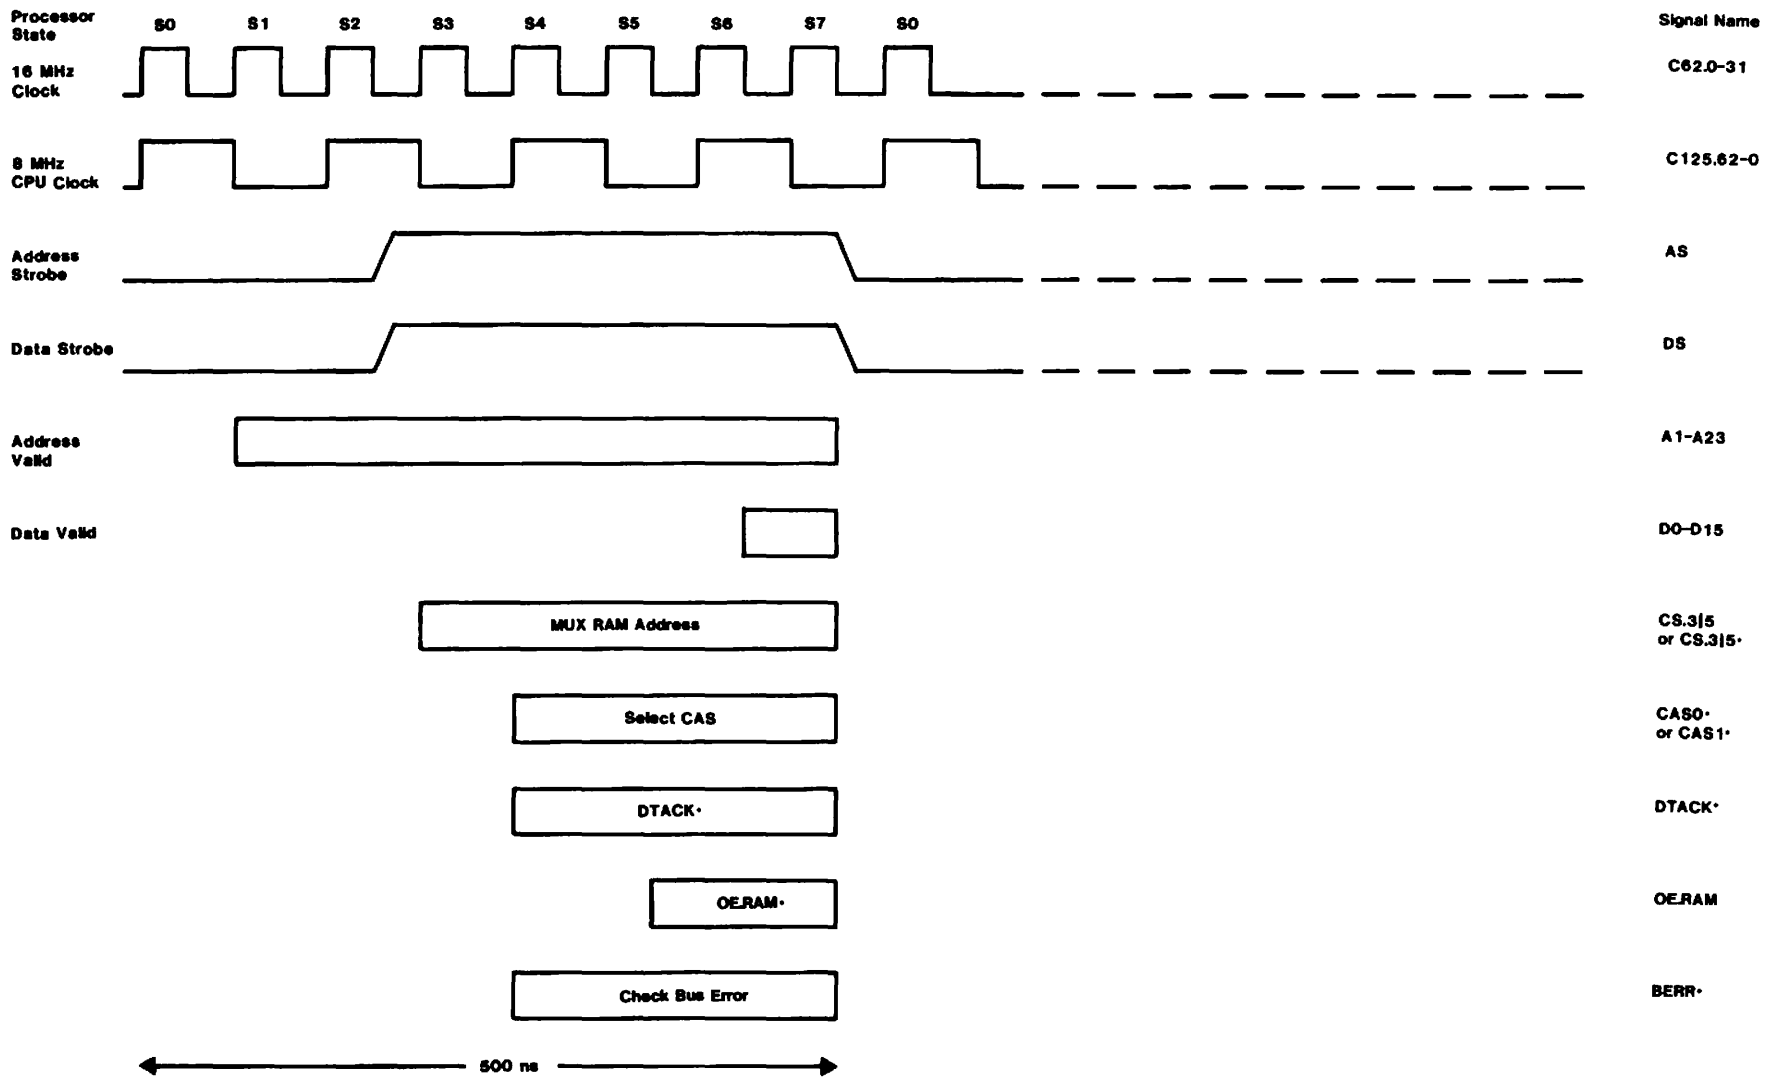 Processor
State
S0 S1 S2 S3 S4 S5 S6 S7 S0
Signal Name
16 MHz
Clock
C62.0-31
8 MHz
CPU Clock
C125.62-0
Address
Strobe
AS
Data Strobe
DS
Address
Valid
A1-A23
Data Valid
D0-D15
MUX RAM Address
CS.3|5
or CS.3|5*
Select CAS
CAS0*
or CAS1*
DTACK*
DTACK*
OE.RAM*
OE.RAM
Check Bus Error
BERR*
500 ns